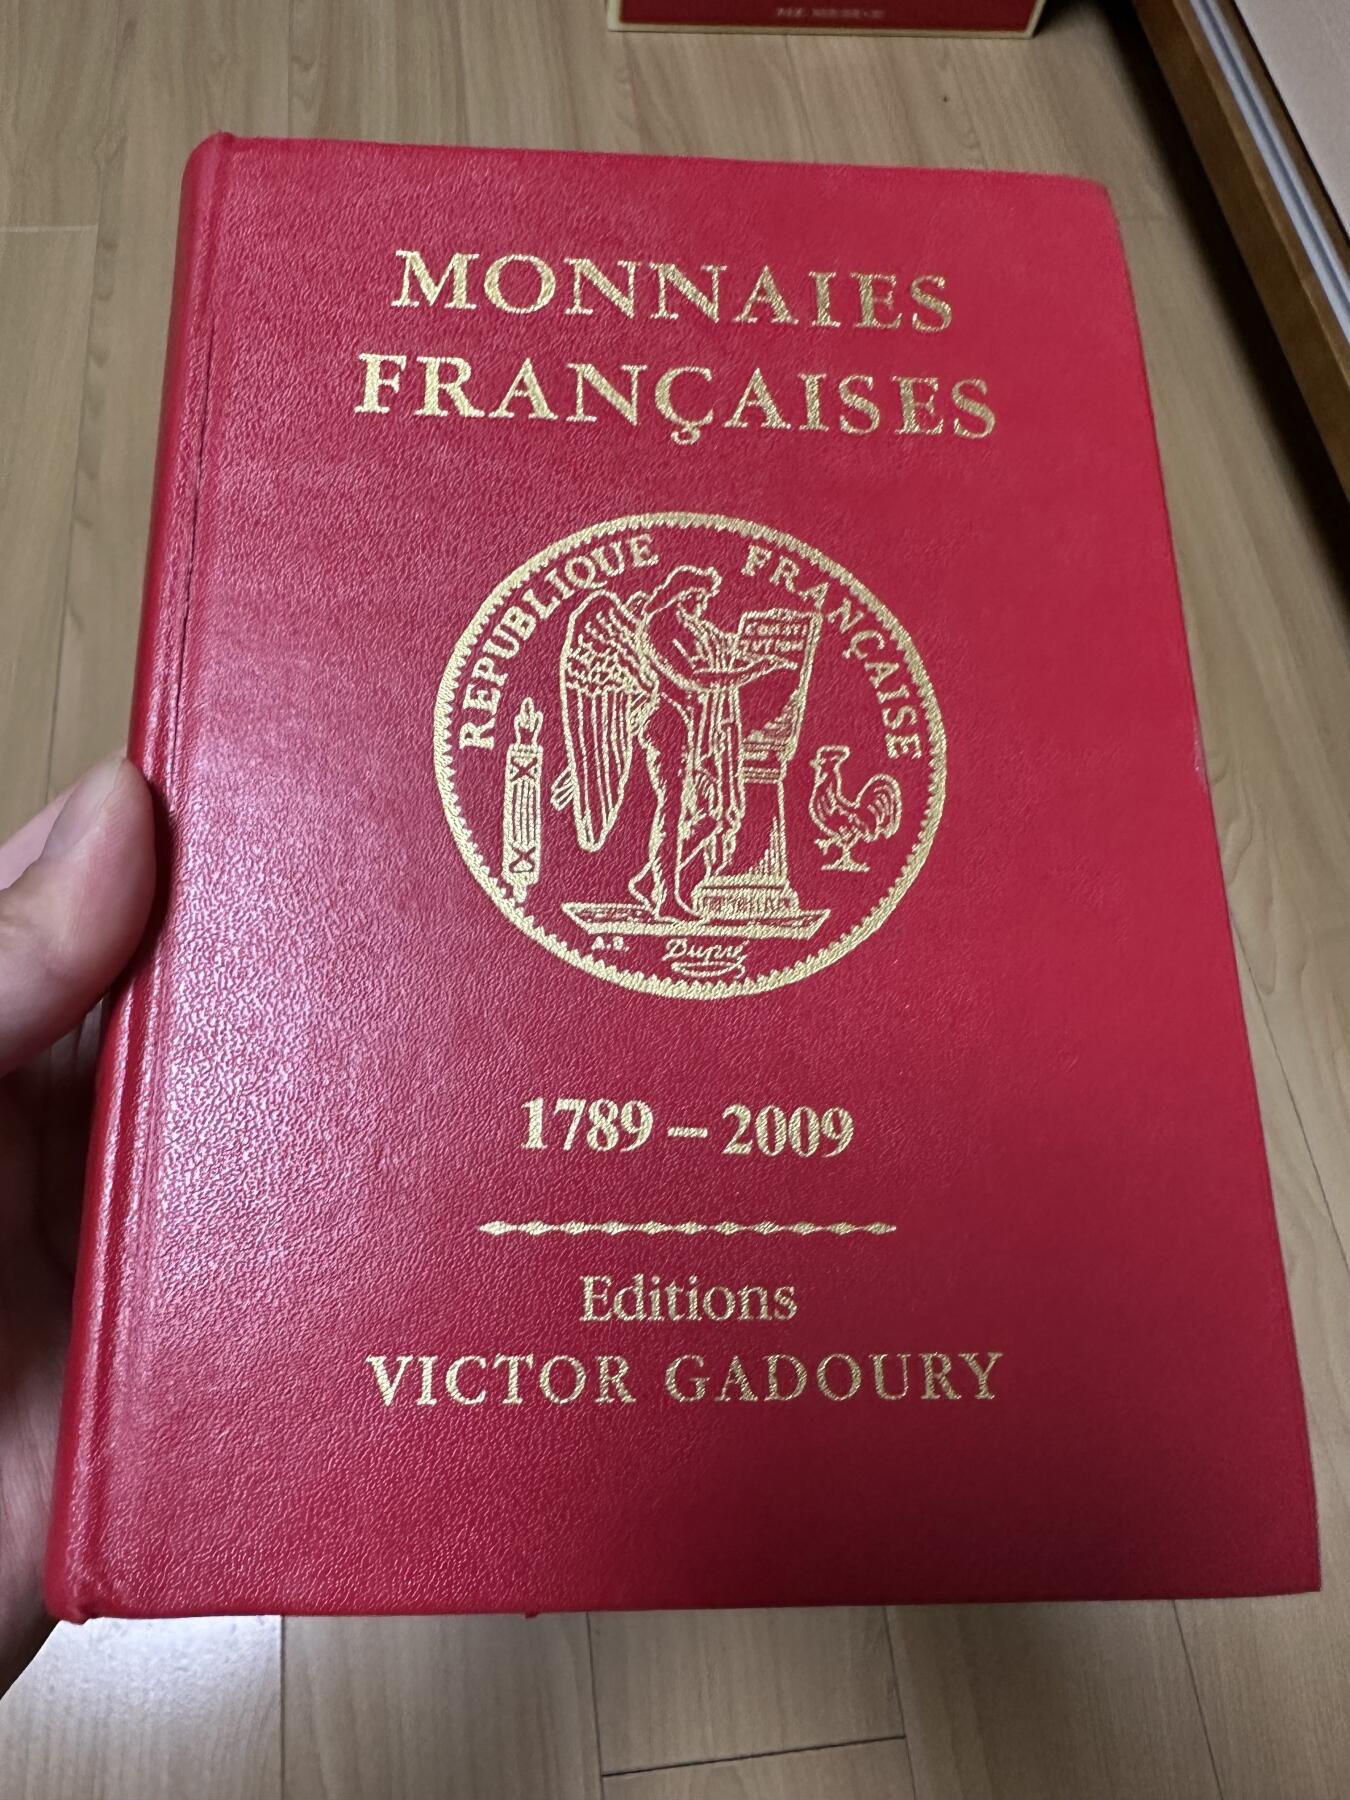 MONNAIES
FRANÇAISES
REPUBLIQUE FRANÇAISE
A.B. Dupré
1789 – 2009
Editions
VICTOR GADOURY